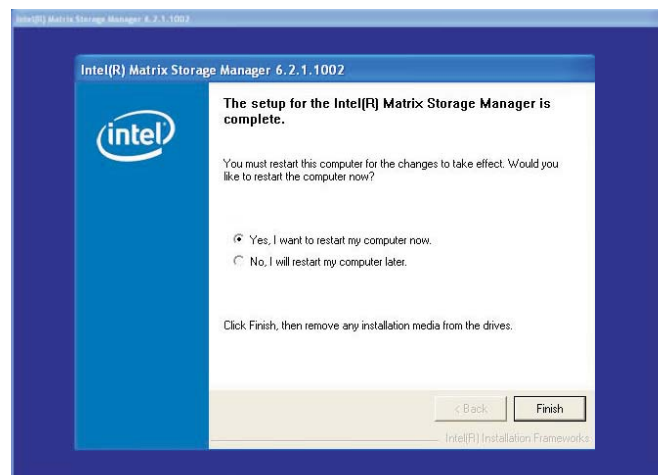 Intel(R) Matrix Storage Manager 6.2.1.1002
Intel(R) Matrix Storage Manager 6.2.1.1002
intel
The setup for the Intel(R) Matrix Storage Manager is
complete.
You must restart this computer for the changes to take effect. Would you
like to restart the computer now?
Yes, I want to restart my computer now.
No, I will restart my computer later.
Click Finish, then remove any installation media from the drives.
< Back
Finish
Intel(R) Installation Frameworks